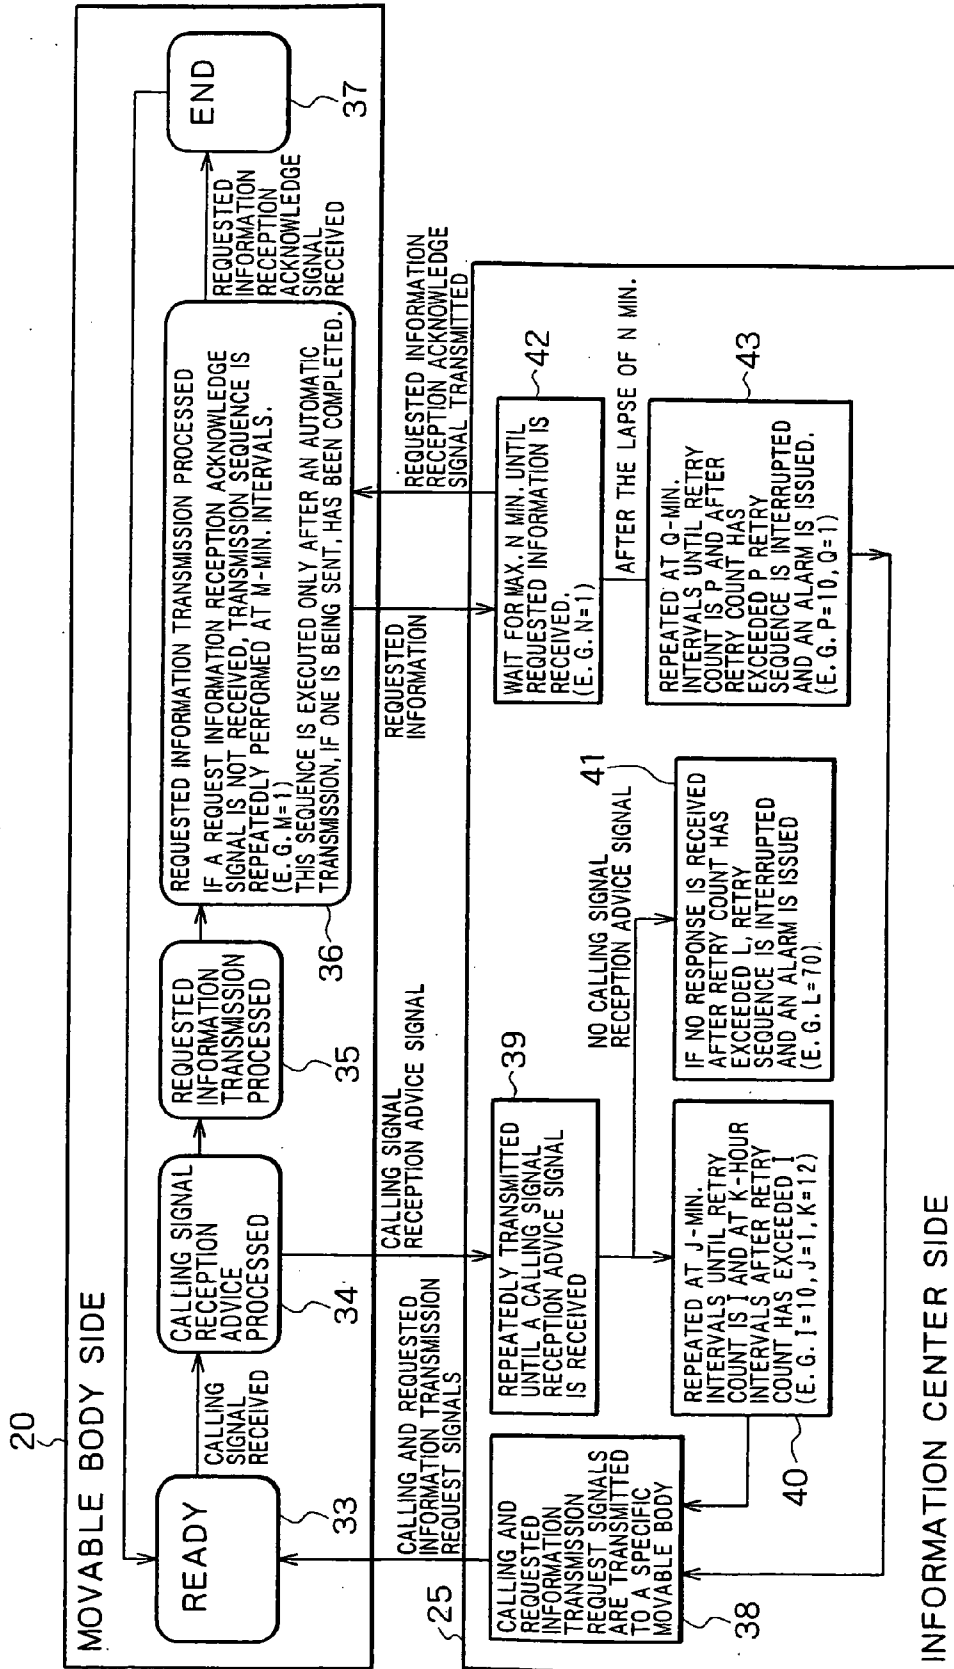 20
MOVABLE BODY SIDE
READY
33
CALLING
SIGNAL
RECEIVED
CALLING SIGNAL
RECEPTION
ADVICE
PROCESSED
34
REQUESTED
INFORMATION
TRANSMISSION
PROCESSED
35
REQUESTED INFORMATION TRANSMISSION PROCESSED
IF A REQUEST INFORMATION RECEPTION ACKNOWLEDGE
SIGNAL IS NOT RECEIVED, TRANSMISSION SEQUENCE IS
REPEATEDLY PERFORMED AT M-MIN. INTERVALS.
(E. G. M=1)
THIS SEQUENCE IS EXECUTED ONLY AFTER AN AUTOMATIC
TRANSMISSION, IF ONE IS BEING SENT, HAS BEEN COMPLETED.
36
REQUESTED
INFORMATION
RECEPTION
ACKNOWLEDGE
SIGNAL
RECEIVED
END
37
CALLING AND REQUESTED
INFORMATION TRANSMISSION
REQUEST SIGNALS
CALLING SIGNAL
RECEPTION ADVICE SIGNAL
REQUESTED
INFORMATION
REQUESTED INFORMATION
RECEPTION ACKNOWLEDGE
SIGNAL TRANSMITTED
25
CALLING AND
REQUESTED
INFORMATION
TRANSMISSION
REQUEST SIGNALS
ARE TRANSMITTED
TO A SPECIFIC
MOVABLE BODY
38
REPEATEDLY TRANSMITTED
UNTIL A CALLING SIGNAL
RECEPTION ADVICE SIGNAL
IS RECEIVED
39
NO CALLING SIGNAL
RECEPTION ADVICE SIGNAL
REPEATED AT J-MIN.
INTERVALS UNTIL RETRY
COUNT IS I AND AT K-HOUR
INTERVALS AFTER RETRY
COUNT HAS EXCEEDED I
(E. G. I=10, J=1, K=12)
40
41
IF NO RESPONSE IS RECEIVED
AFTER RETRY COUNT HAS
EXCEEDED L, RETRY
SEQUENCE IS INTERRUPTED
AND AN ALARM IS ISSUED
(E. G. L=70)
WAIT FOR MAX. N MIN. UNTIL
REQUESTED INFORMATION IS
RECEIVED.
(E. G. N=1)
42
AFTER THE LAPSE OF N MIN.
REPEATED AT Q-MIN.
INTERVALS UNTIL RETRY
COUNT IS P AND AFTER
RETRY COUNT HAS
EXCEEDED P RETRY
SEQUENCE IS INTERRUPTED
AND AN ALARM IS ISSUED.
(E. G. P=10, Q=1)
43
INFORMATION CENTER SIDE